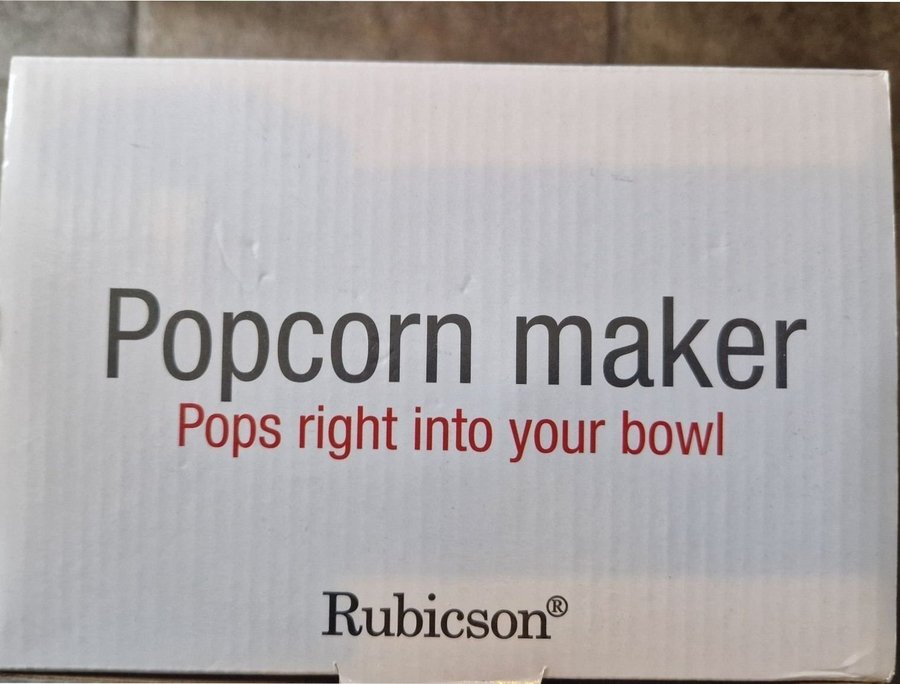 Popcorn maker
Pops right into your bowl
Rubicson®